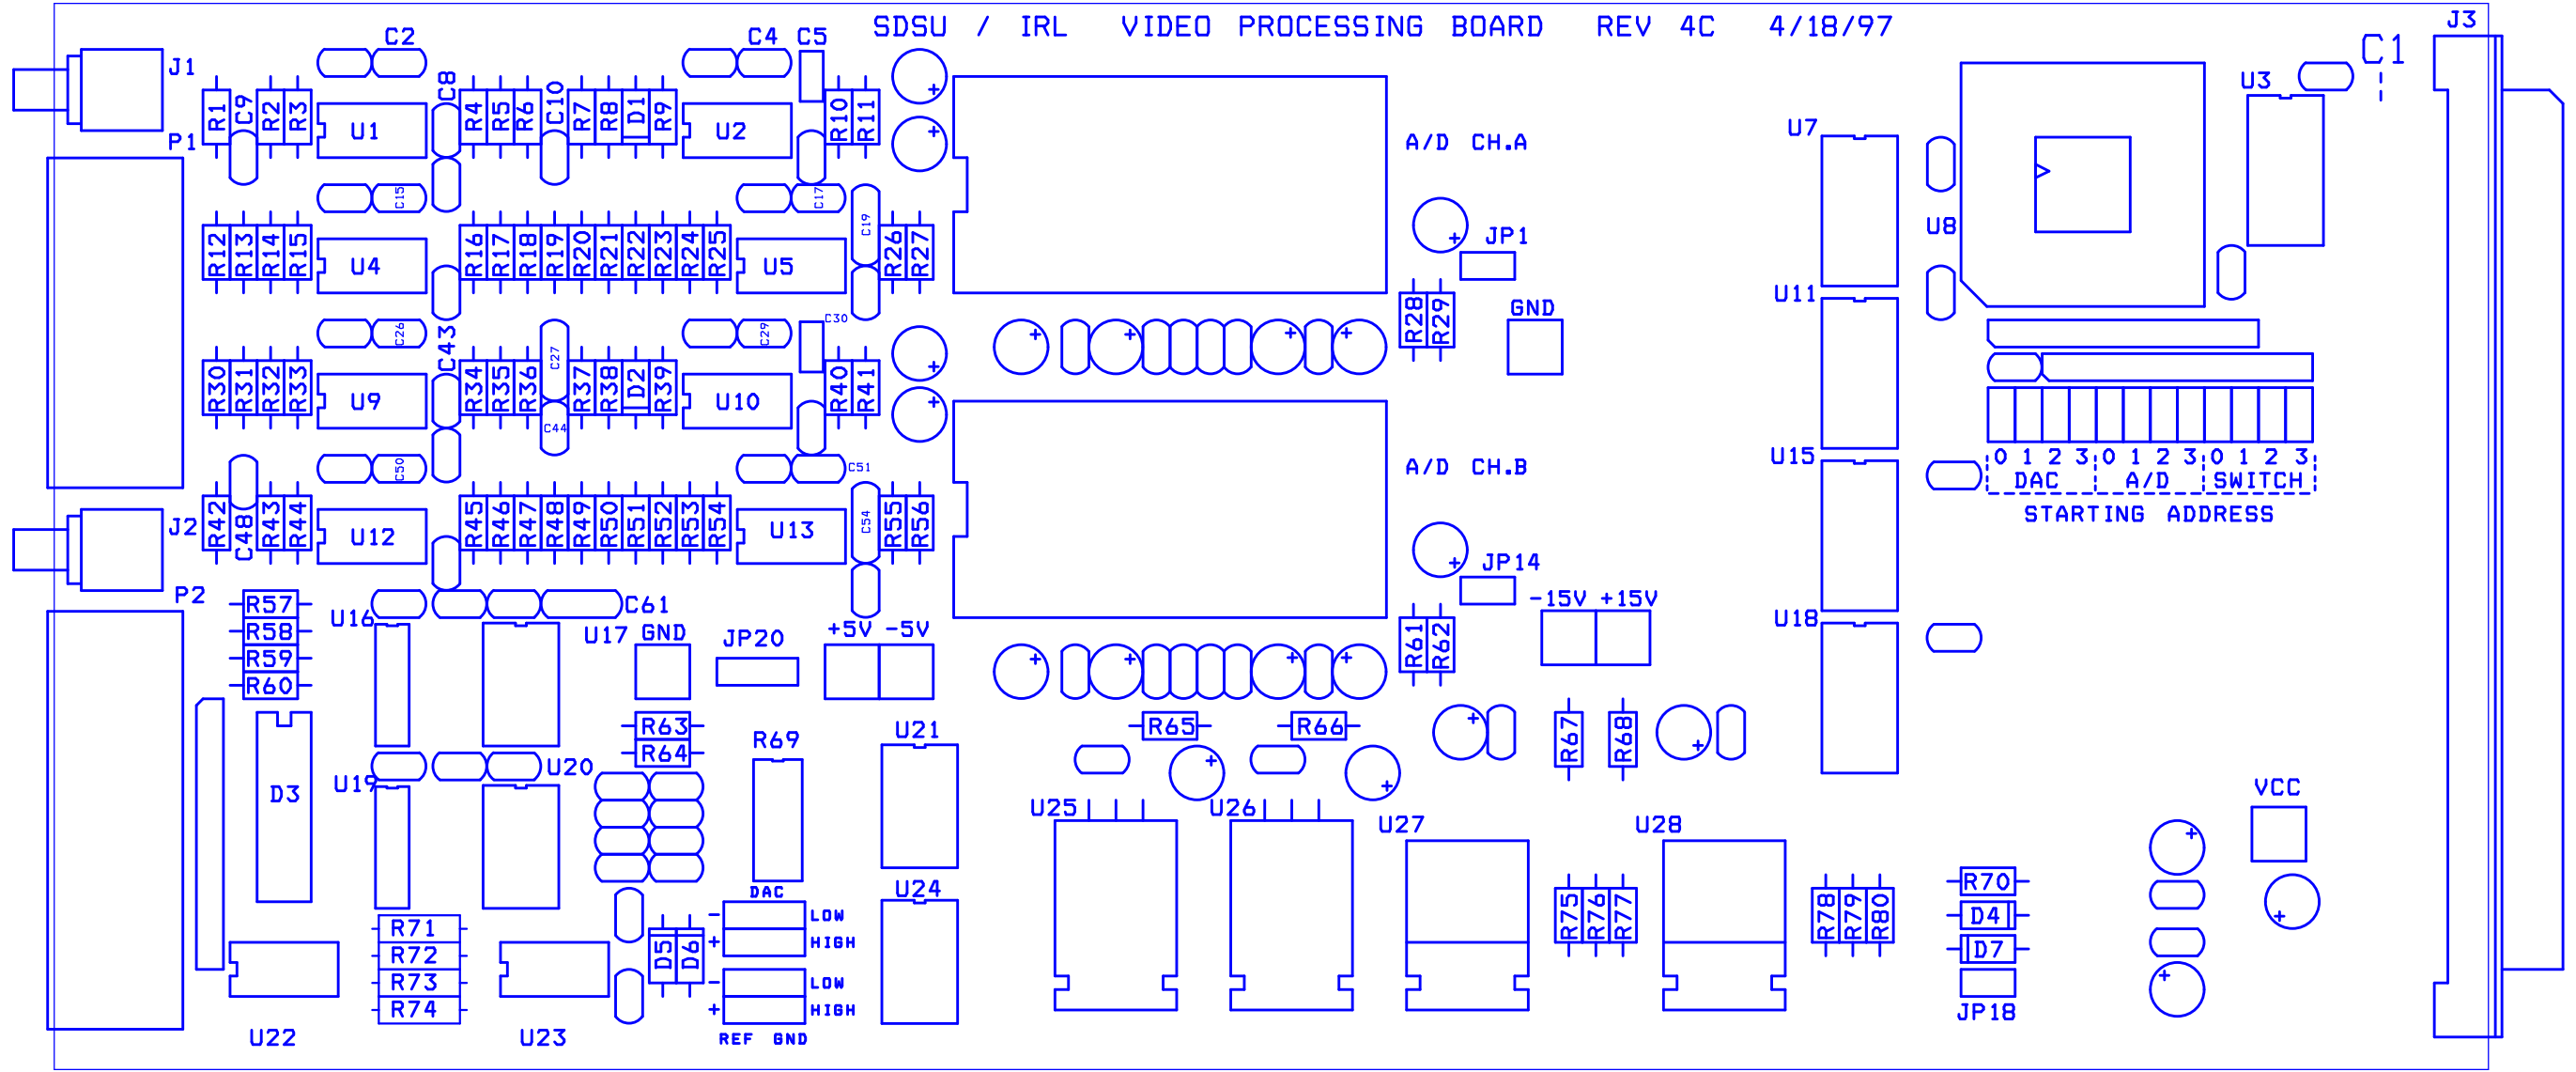 SDSU / IRL VIDEO PROCESSING BOARD REV 4C 4/18/97
J3
C2 C4 C5 C1
J1 C8 U3
R1 C9 R2 R3 U1 R4 R5 R6 C10 R7 R8 D1 R9 U2 R10 R11 + U7
P1 + A/D CH.A
C15 C17 C19
R12 R13 R14 R15 U4 R16 R17 R18 R19 R20 R21 R22 R23 R24 R25 U5 R26 R27 + JP1 U8
U11
C26 C43 C27 C29 C30 + + + + + R28 R29 GND
R30 R31 R32 R33 U9 R34 R35 R36 R37 R38 D2 R39 U10 R40 R41 + +
C44
C50 C51 A/D CH.B U15 0 1 2 3 0 1 2 3 0 1 2 3
DAC A/D SWITCH
STARTING ADDRESS
J2 R42 C48 R43 R44 U12 R45 R46 R47 R48 R49 R50 R51 R52 R53 R54 U13 C54 R55 R56
+ JP14
P2 R57 C61 -15V +15V
U16 R58 U17 GND JP20 +5V -5V U18
R59 + + + + R61 R62
R60
R63 R65 R66 + R67 R68 +
R64 R69 U21
U19 U20 + +
D3 VCC
U25 U26 U27 U28 +
DAC U24 R70
- LOW D4 +
R71 + HIGH R75 R76 R77 R78 R79 R80
R72 D5 D6 D7
R73 - LOW +
R74 + HIGH JP18
U22 U23 REF GND